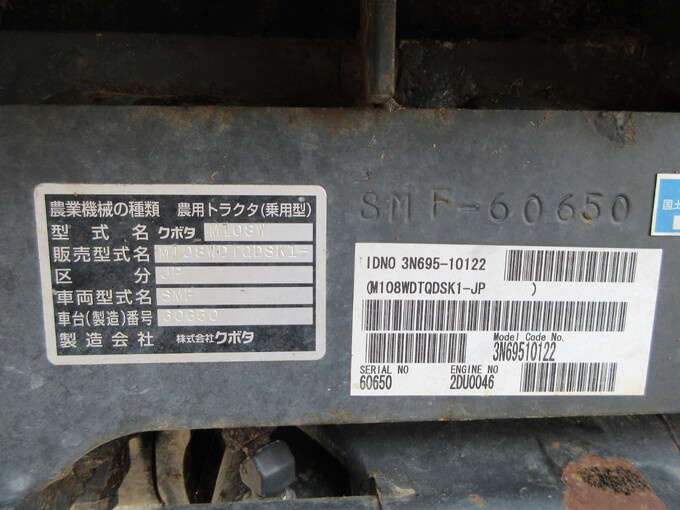 農業機械の種類 農用トラクタ(乗用型)
型式名 クボタ M108W
販売型式名 M108WDTQDSK1-
区分 JP
車両型式名 SMF
車台(製造)番号 60650
製造会社 株式会社クボタ
SMF-60650
IDNO 3N695-10122
(M108WDTQDSK1-JP )
Model Code No.
3N69510122
SERIAL NO ENGINE NO
60650 2DU0046
国土